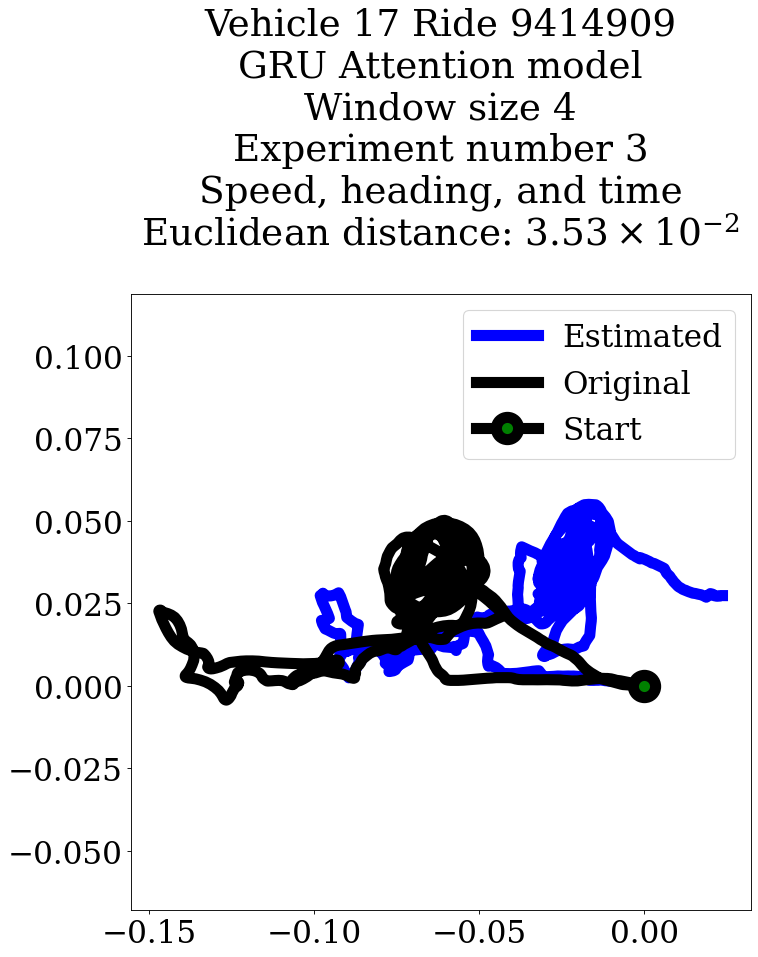 Vehicle 17 Ride 9414909
GRU Attention model
Window size 4
Experiment number 3
Speed, heading, and time
Euclidean distance: 3.53 × 10⁻²
Estimated
Original
Start
0.100
0.075
0.050
0.025
0.000
−0.025
−0.050
−0.15
−0.10
−0.05
0.00